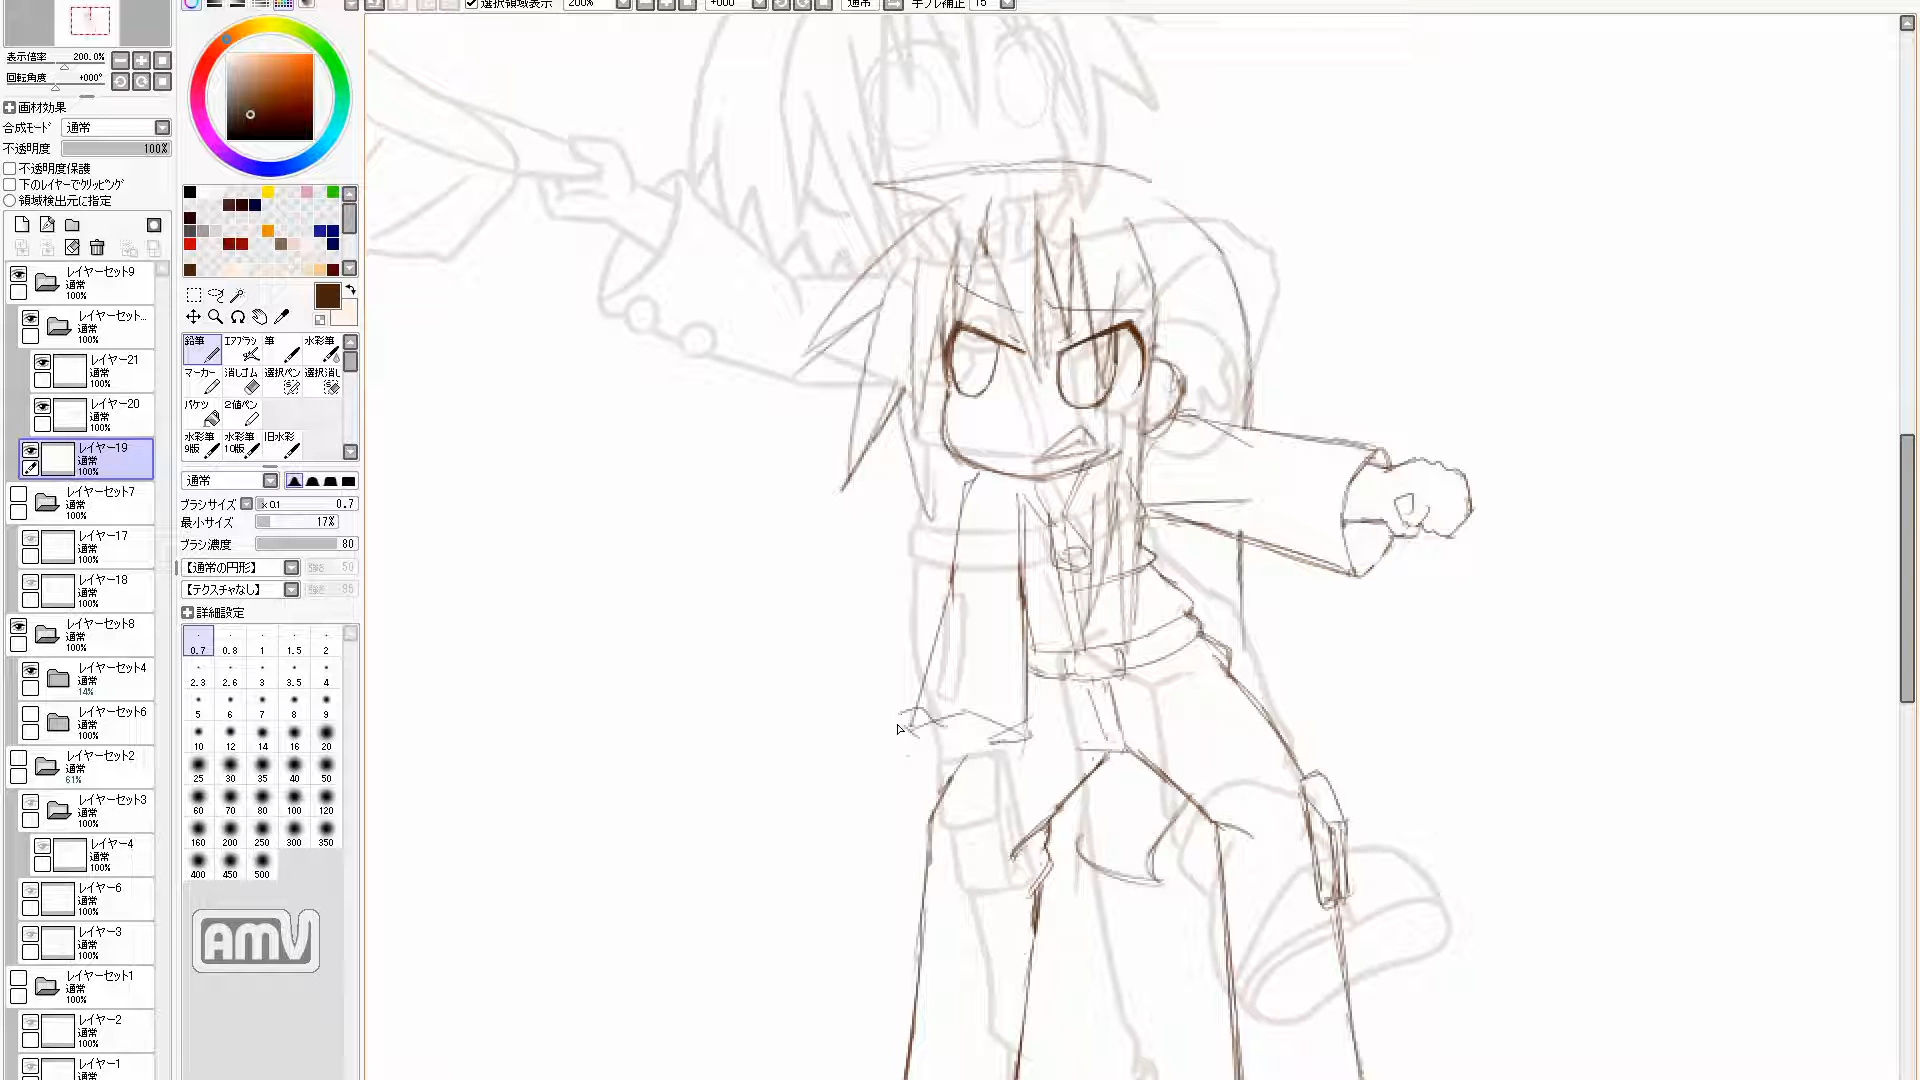 選択領域表示 200% +000 通常 手ブレ補正 15
表示倍率 200.0%
回転角度 +000°
画材効果
合成モード 通常
不透明度 100%
不透明度保護
下のレイヤーでクリッピング
領域検出元に指定
レイヤーセット9
通常
100%
レイヤーセット...
通常
100%
レイヤー21
通常
100%
レイヤー20
通常
100%
レイヤー19
通常
100%
レイヤーセット7
通常
100%
レイヤー17
通常
100%
レイヤー18
通常
100%
レイヤーセット8
通常
100%
レイヤーセット4
通常
14%
レイヤーセット6
通常
100%
レイヤーセット2
通常
61%
レイヤーセット3
通常
100%
レイヤー4
通常
100%
レイヤー6
通常
100%
レイヤー3
通常
100%
レイヤーセット1
通常
100%
レイヤー2
通常
100%
レイヤー1
通常
鉛筆 エアブラシ 筆 水彩筆
マーカー 消しゴム 選択ペン 選択消し
バケツ 2値ペン
水彩筆 水彩筆 旧水彩
9版 10版
通常
ブラシサイズ x 0.1 0.7
最小サイズ 17%
ブラシ濃度 80
【通常の円形】 強さ 50
【テクスチャなし】 強さ 95
詳細設定
0.7 0.8 1 1.5 2
2.3 2.6 3 3.5 4
5 6 7 8 9
10 12 14 16 20
25 30 35 40 50
60 70 80 100 120
160 200 250 300 350
400 450 500
AMV